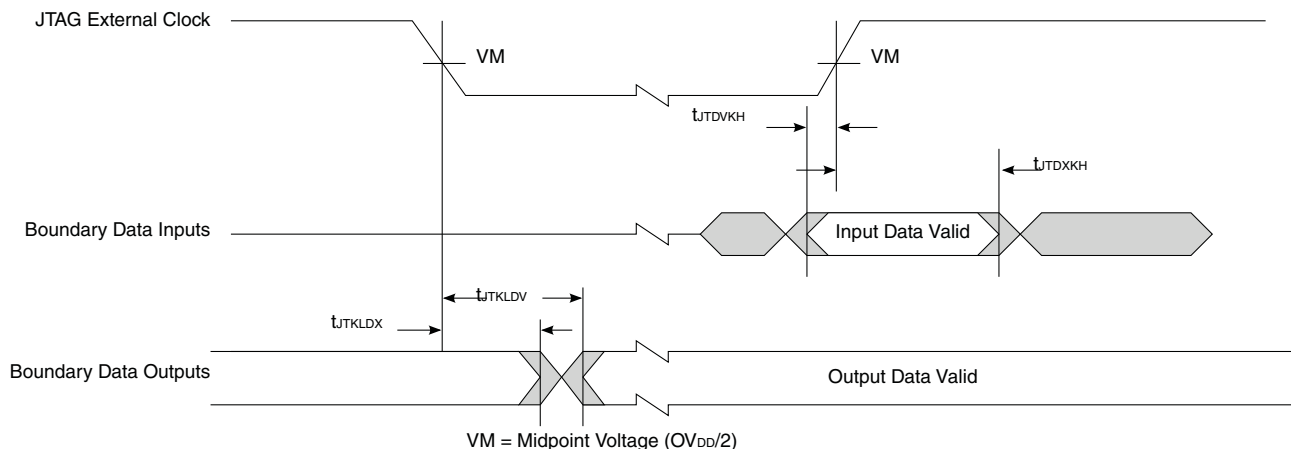 JTAG External Clock
VM
VM
tJTDVKH
tJTDXKH
Boundary Data Inputs
Input Data Valid
tJTKLDV
tJTKLDX
Boundary Data Outputs
Output Data Valid
VM = Midpoint Voltage (OVDD/2)